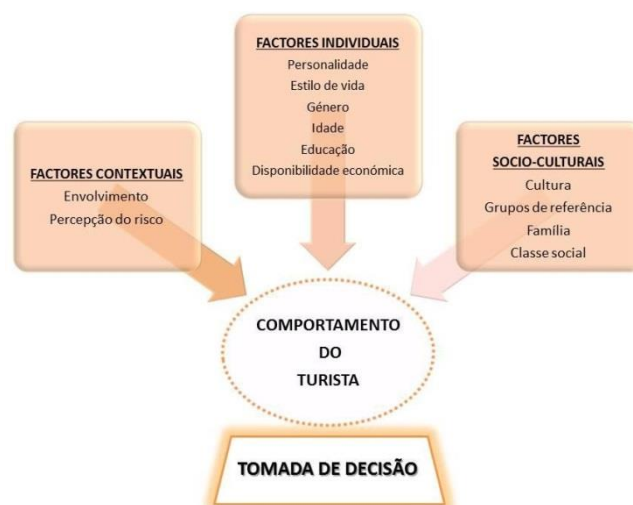 FACTORES CONTEXTUAIS
Envolvimento
Percepção do risco
FACTORES INDIVIDUAIS
Personalidade
Estilo de vida
Género
Idade
Educação
Disponibilidade económica
FACTORES
SOCIO-CULTURAIS
Cultura
Grupos de referência
Família
Classe social
COMPORTAMENTO
DO
TURISTA
TOMADA DE DECISÃO